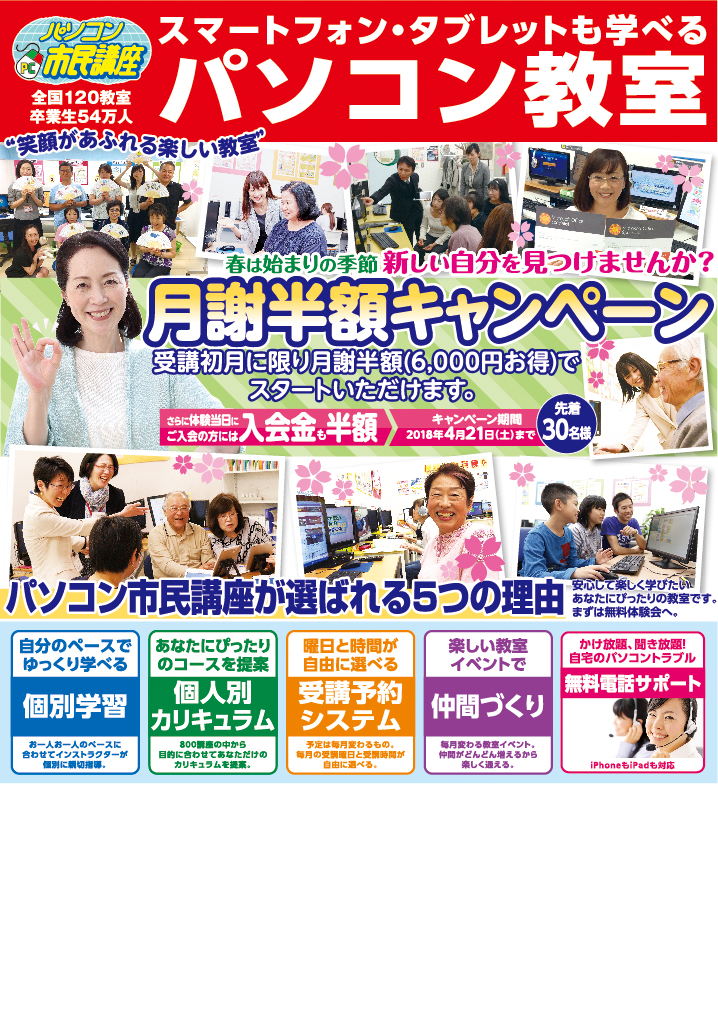 パソコン
市民講座
PC
全国120教室
卒業生54万人
スマートフォン・タブレットも学べる
パソコン教室
“笑顔があふれる楽しい教室”
春は始まりの季節 新しい自分を見つけませんか?
月謝半額キャンペーン
受講初月に限り月謝半額(6,000円お得)で
スタートいただけます。
さらに体験当日に
ご入会の方には入会金も半額
キャンペーン期間
2018年4月21日(土)まで
先着
30名様
パソコン市民講座が選ばれる5つの理由
安心して楽しく学びたい
あなたにぴったりの教室です。
まずは無料体験会へ。
自分のペースで
ゆっくり学べる
個別学習
お一人お一人のペースに
合わせてインストラクターが
個別に親切指導。
あなたにぴったり
のコースを提案
個人別
カリキュラム
800講座の中から
目的に合わせてあなただけの
カリキュラムを提案。
曜日と時間が
自由に選べる
受講予約
システム
予定は毎月変わるもの。
毎月の受講曜日と受講時間が
自由に選べる。
楽しい教室
イベントで
仲間づくり
毎月変わる教室イベント。
仲間がどんどん増えるから
楽しく通える。
かけ放題、聞き放題!
自宅のパソコントラブル
無料電話サポート
iPhoneもiPadも対応